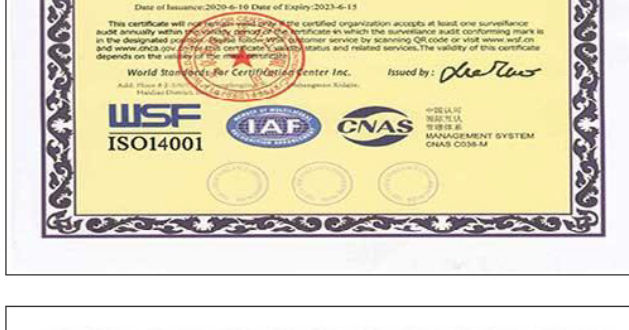 Date of Issuance:2020-6-10 Date of Expiry:2023-6-15
This certificate will not remain valid only if the certified organization accepts at least one surveillance
audit annually within the validity period of the certificate in which the surveillance audit conforming mark is
in the designated position. Please follow WSF customer service by scanning QR code or visit www.wsf.cn
and www.cnca.gov.cn for this certificate's validity status and related services.The validity of this certificate
depends on the validity of the main certificate.
World Standards For Certification Center Inc. Issued by:
Haidian District,
WSF
ISO14001
IAF
CNAS
中国认可
国际互认
管理体系
MANAGEMENT SYSTEM
CNAS C036-M